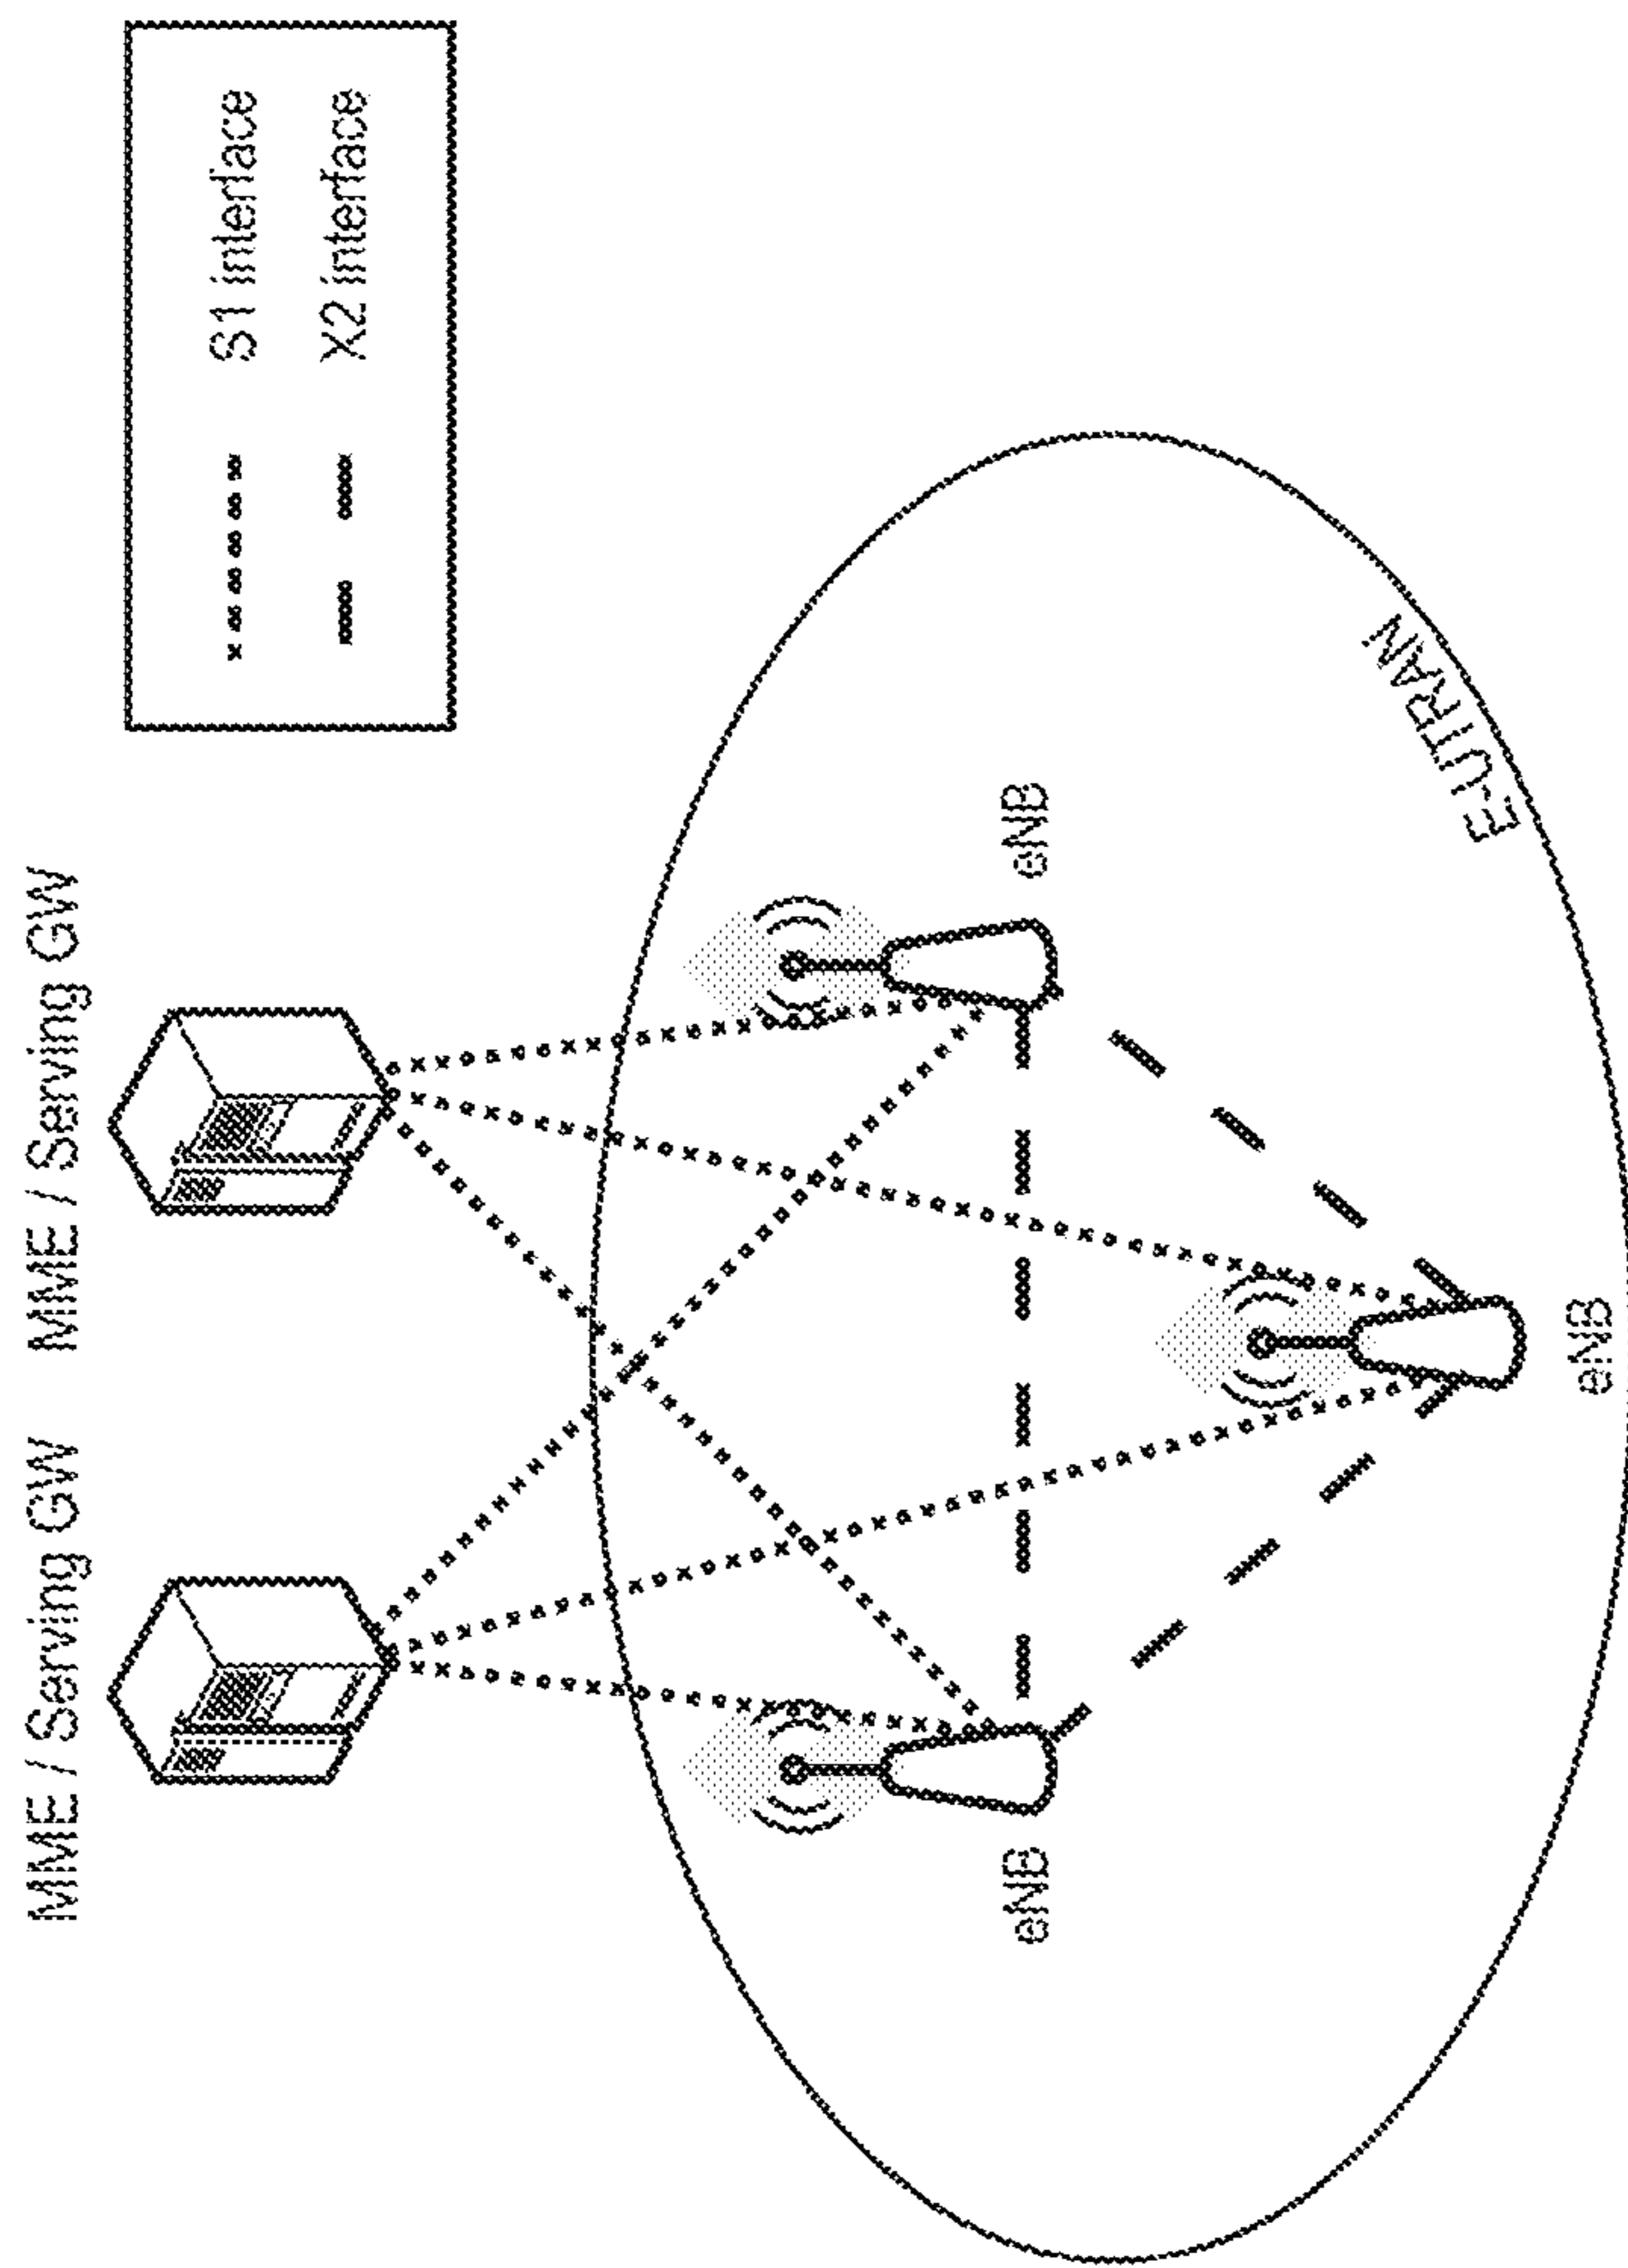 MME / Serving GW
MME / Serving GW
S1 interface
X2 interface
eNB
eNB
eNB
E-UTRAN